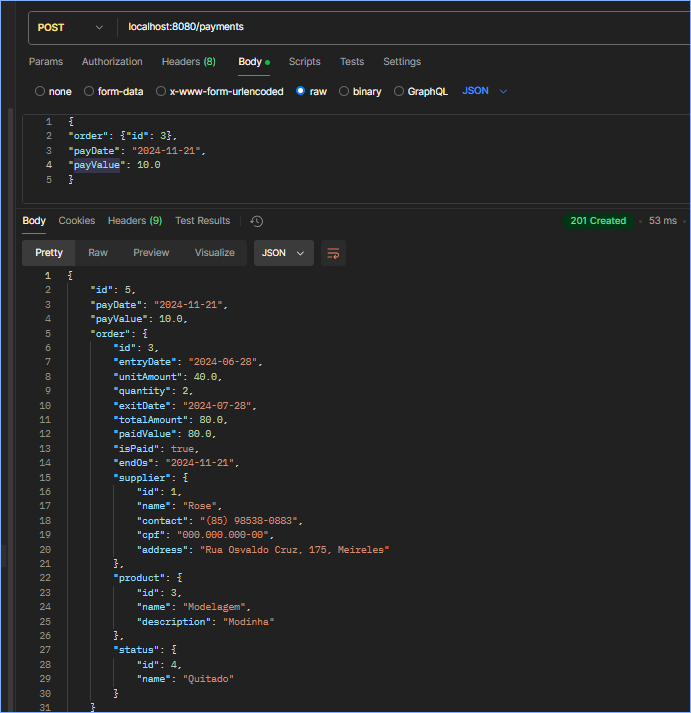 POST localhost:8080/payments
Params Authorization Headers (8) Body Scripts Tests Settings
none form-data x-www-form-urlencoded raw binary GraphQL JSON
1 {
2 "order": {"id": 3},
3 "payDate": "2024-11-21",
4 "payValue": 10.0
5 }
Body Cookies Headers (9) Test Results 201 Created 53 ms
Pretty Raw Preview Visualize JSON
1 {
2 "id": 5,
3 "payDate": "2024-11-21",
4 "payValue": 10.0,
5 "order": {
6 "id": 3,
7 "entryDate": "2024-06-28",
8 "unitAmount": 40.0,
9 "quantity": 2,
10 "exitDate": "2024-07-28",
11 "totalAmount": 80.0,
12 "paidValue": 80.0,
13 "isPaid": true,
14 "endOs": "2024-11-21",
15 "supplier": {
16 "id": 1,
17 "name": "Rose",
18 "contact": "(85) 98538-0883",
19 "cpf": "000.000.000-00",
20 "address": "Rua Osvaldo Cruz, 175, Meireles"
21 },
22 "product": {
23 "id": 3,
24 "name": "Modelagem",
25 "description": "Modinha"
26 },
27 "status": {
28 "id": 4,
29 "name": "Quitado"
30 }
31 }